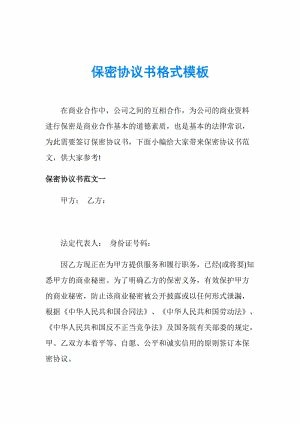 保密协议书格式模板
在商业合作中，公司之间的互相合作，为公司的商业资料
进行保密是商业合作基本的道德素质，也是基本的法律常识，
为此需要签订保密协议书，下面小编给大家带来保密协议书范
文，供大家参考!
保密协议书范文一
甲方： 乙方：
法定代表人： 身份证号码：
因乙方现正在为甲方提供服务和履行职务，已经(或将要)知
悉甲方的商业秘密。为了明确乙方的保密义务，有效保护甲方
的商业秘密，防止该商业秘密被公开披露或以任何形式泄漏，
根据《中华人民共和国合同法》、《中华人民共和国劳动法》、
《中华人民共和国反不正当竞争法》及国务院有关部委的规定，
甲、乙双方本着平等、自愿、公平和诚实信用的原则签订本保
密协议。